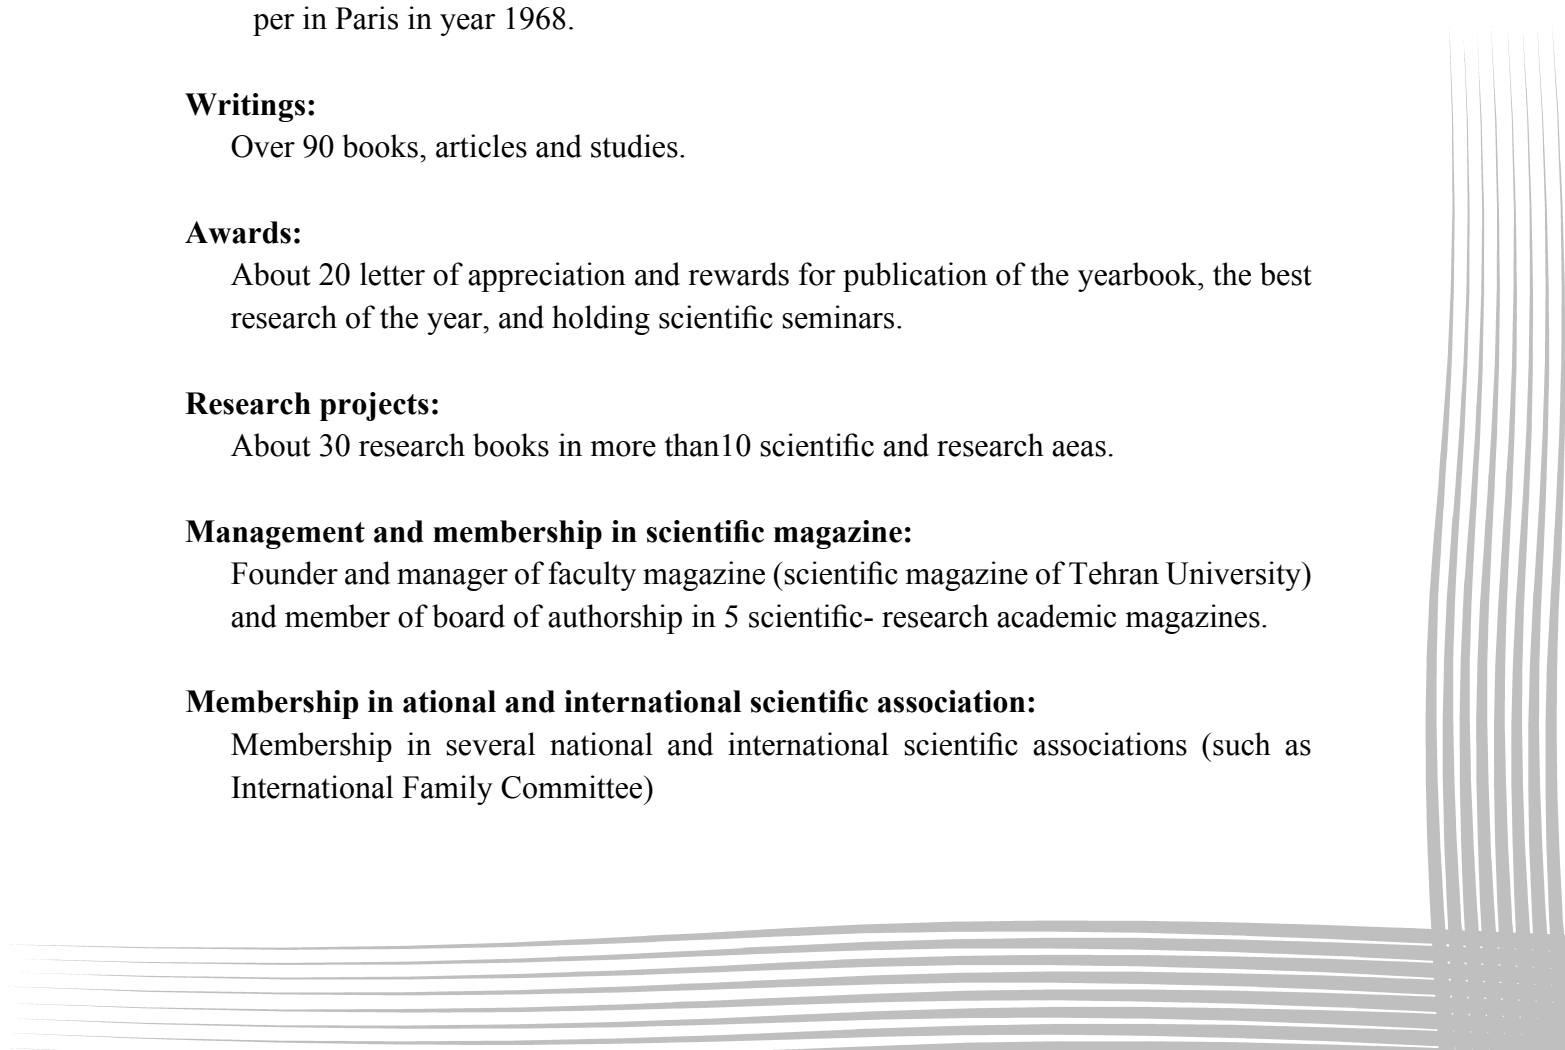 per in Paris in year 1968.
Writings:
Over 90 books, articles and studies.
Awards:
About 20 letter of appreciation and rewards for publication of the yearbook, the best
research of the year, and holding scientific seminars.
Research projects:
About 30 research books in more than10 scientific and research aeas.
Management and membership in scientific magazine:
Founder and manager of faculty magazine (scientific magazine of Tehran University)
and member of board of authorship in 5 scientific- research academic magazines.
Membership in ational and international scientific association:
Membership in several national and international scientific associations (such as
International Family Committee)